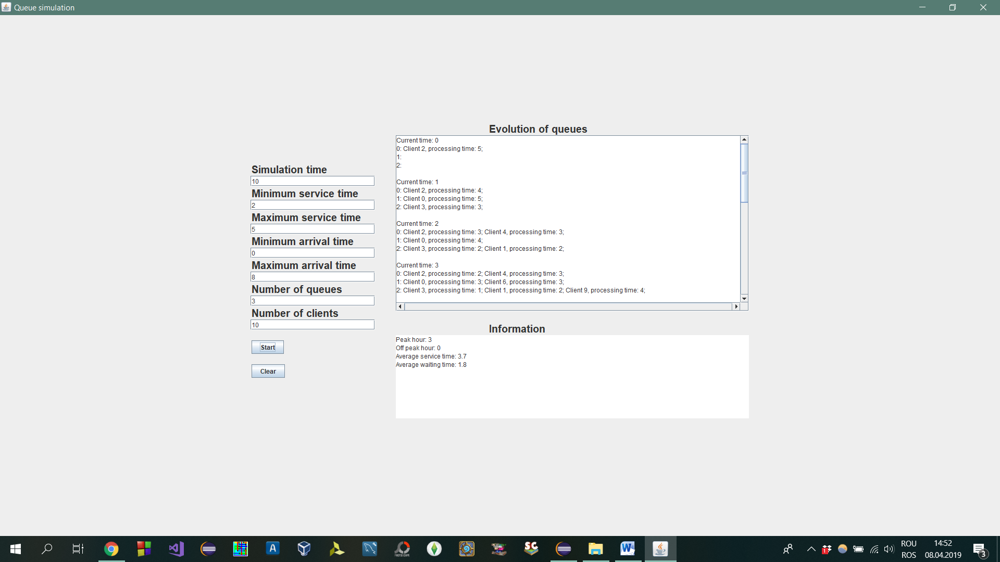 Queue simulation
Simulation time
10
Minimum service time
2
Maximum service time
5
Minimum arrival time
0
Maximum arrival time
8
Number of queues
3
Number of clients
10
Start
Clear
Evolution of queues
Current time: 0
0: Client 2, processing time: 5;
1:
2:
Current time: 1
0: Client 2, processing time: 4;
1: Client 0, processing time: 5;
2: Client 3, processing time: 3;
Current time: 2
0: Client 2, processing time: 3; Client 4, processing time: 3;
1: Client 0, processing time: 4;
2: Client 3, processing time: 2; Client 1, processing time: 2;
Current time: 3
0: Client 2, processing time: 2; Client 4, processing time: 3;
1: Client 0, processing time: 3; Client 6, processing time: 3;
2: Client 3, processing time: 1; Client 1, processing time: 2; Client 9, processing time: 4;
Information
Peak hour: 3
Off peak hour: 0
Average service time: 3.7
Average waiting time: 1.8
A
PHOTOSCAPE
SC
W
1
ROU
ROS
14:52
08.04.2019
3